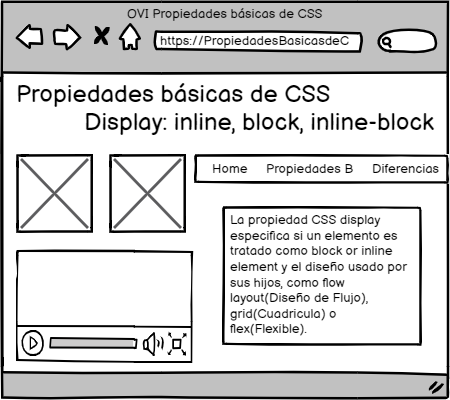 OVI Propiedades básicas de CSS
https://PropiedadesBasicasdeC
Propiedades básicas de CSS
Display: inline, block, inline-block
Home Propiedades B Diferencias
La propiedad CSS display
especifica si un elemento es
tratado como block or inline
element y el diseño usado por
sus hijos, como flow
layout(Diseño de Flujo),
grid(Cuadricula) o
flex(Flexible).